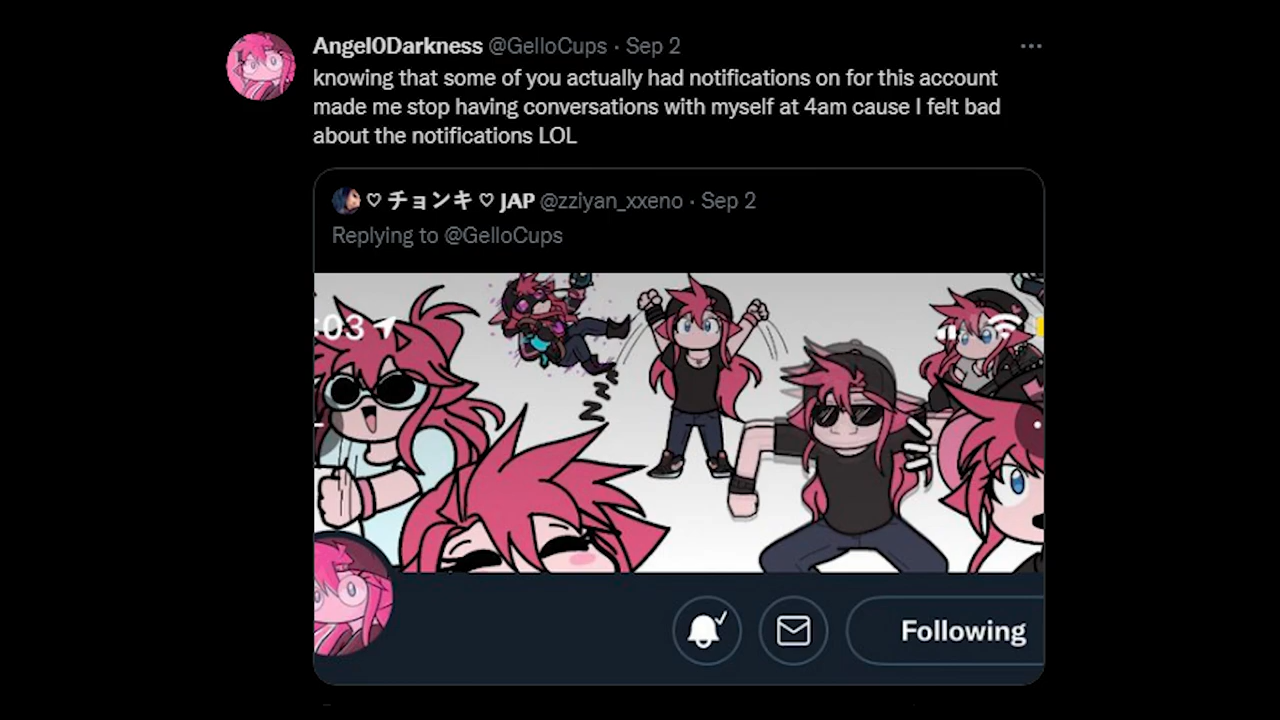 Angel0Darkness @GelloCups · Sep 2
knowing that some of you actually had notifications on for this account
made me stop having conversations with myself at 4am cause I felt bad
about the notifications LOL
♡ チョンキ ♡ JAP @zziyan_xxeno · Sep 2
Replying to @GelloCups
:03
Following